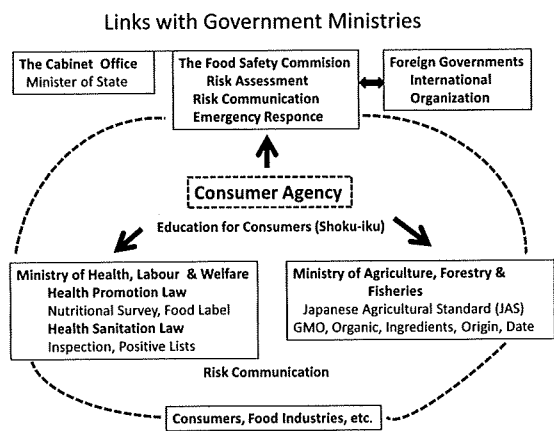 Links with Government Ministries
The Cabinet Office
Minister of State
The Food Safety Commision
Risk Assessment
Risk Communication
Emergency Responce
Foreign Governments
International
Organization
Consumer Agency
Education for Consumers (Shoku-iku)
Ministry of Health, Labour & Welfare
Health Promotion Law
Nutritional Survey, Food Label
Health Sanitation Law
Inspection, Positive Lists
Ministry of Agriculture, Forestry &
Fisheries
Japanese Agricultural Standard (JAS)
GMO, Organic, Ingredients, Origin, Date
Risk Communication
Consumers, Food Industries, etc.